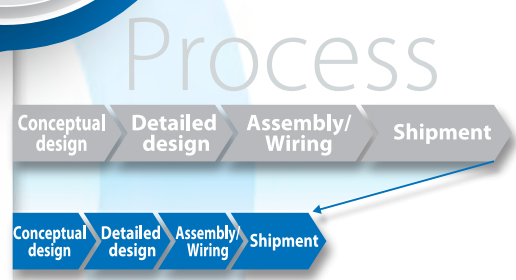 Process
Conceptual design
Detailed design
Assembly/ Wiring
Shipment
Conceptual design
Detailed design
Assembly/ Wiring
Shipment